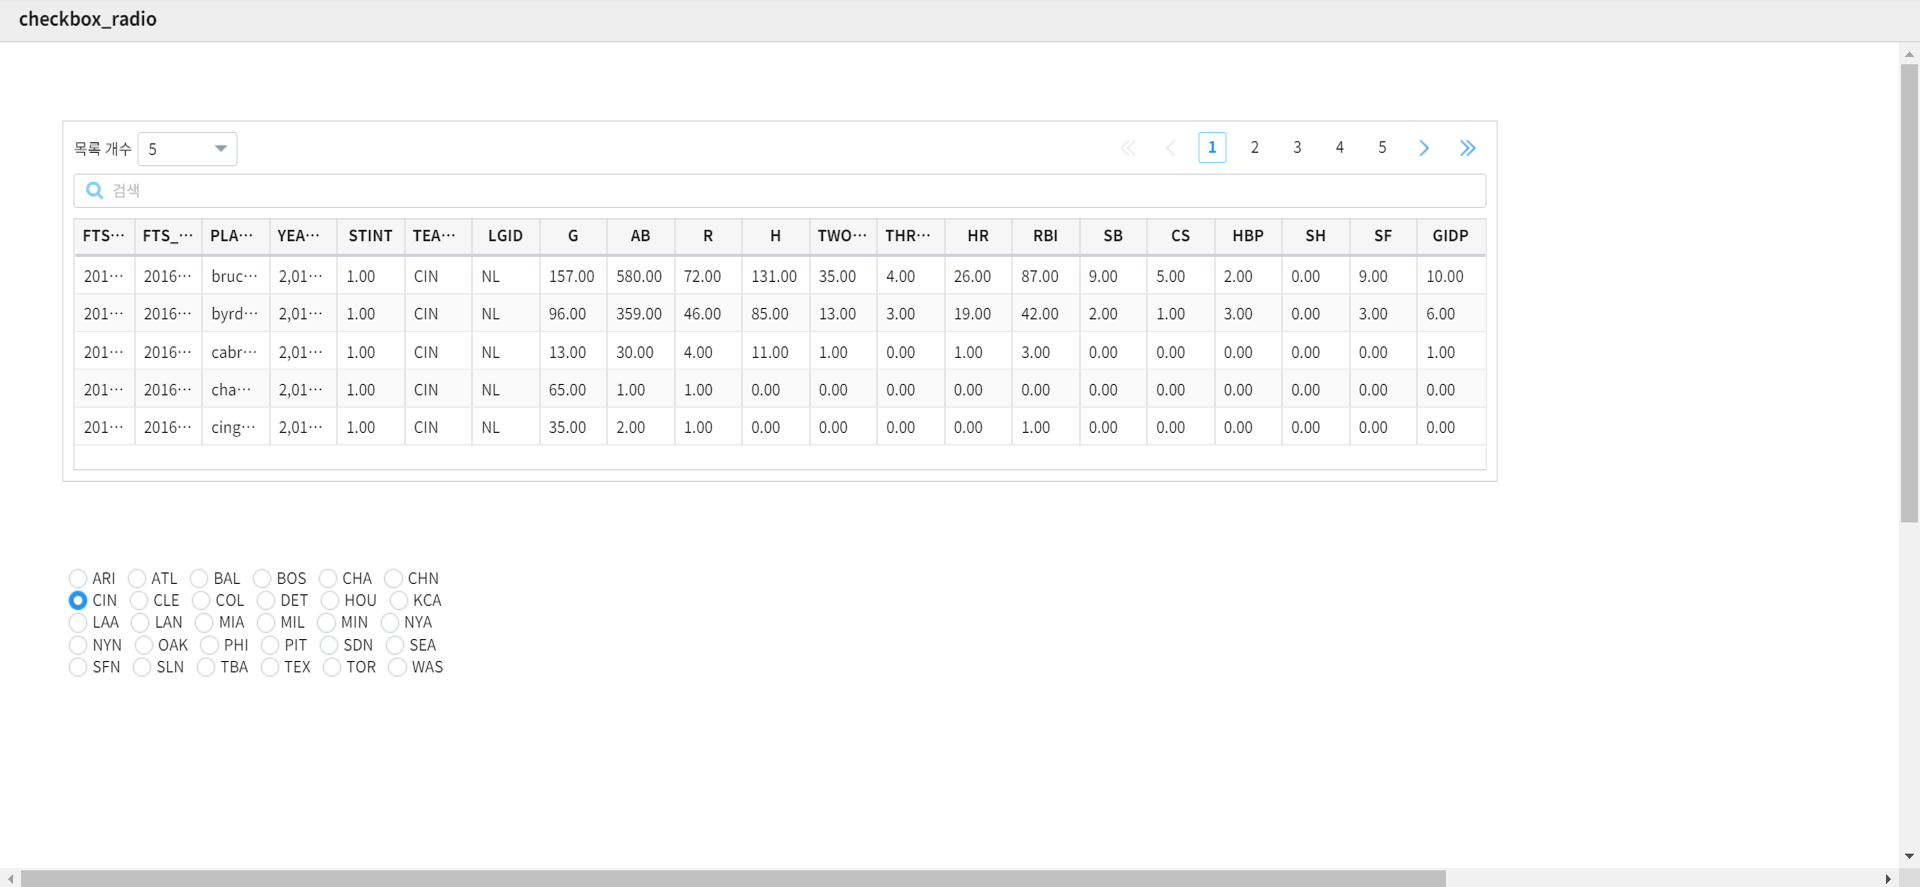 checkbox_radio
목록 개수 5 1 2 3 4 5
검색
FTS··· FTS_··· PLA··· YEA··· STINT TEA··· LGID G AB R H TWO··· THR··· HR RBI SB CS HBP SH SF GIDP
201··· 2016··· bruc··· 2,01··· 1.00 CIN NL 157.00 580.00 72.00 131.00 35.00 4.00 26.00 87.00 9.00 5.00 2.00 0.00 9.00 10.00
201··· 2016··· byrd··· 2,01··· 1.00 CIN NL 96.00 359.00 46.00 85.00 13.00 3.00 19.00 42.00 2.00 1.00 3.00 0.00 3.00 6.00
201··· 2016··· cabr··· 2,01··· 1.00 CIN NL 13.00 30.00 4.00 11.00 1.00 0.00 1.00 3.00 0.00 0.00 0.00 0.00 0.00 1.00
201··· 2016··· cha··· 2,01··· 1.00 CIN NL 65.00 1.00 1.00 0.00 0.00 0.00 0.00 0.00 0.00 0.00 0.00 0.00 0.00 0.00
201··· 2016··· cing··· 2,01··· 1.00 CIN NL 35.00 2.00 1.00 0.00 0.00 0.00 0.00 1.00 0.00 0.00 0.00 0.00 0.00 0.00
ARI ATL BAL BOS CHA CHN
CIN CLE COL DET HOU KCA
LAA LAN MIA MIL MIN NYA
NYN OAK PHI PIT SDN SEA
SFN SLN TBA TEX TOR WAS